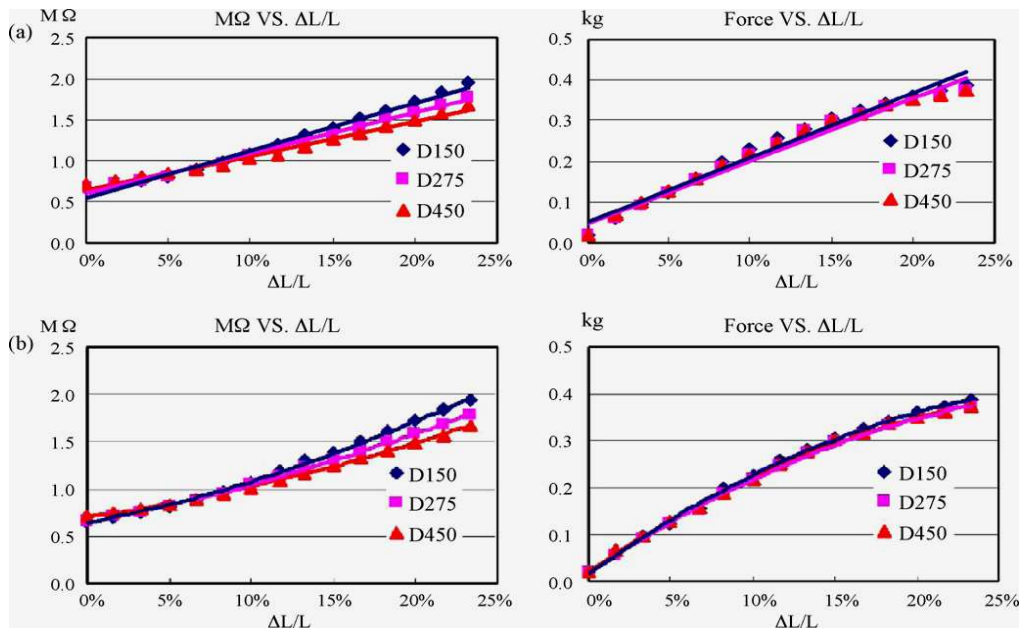 (a)
MΩ
MΩ VS. ΔL/L
2.5
2.0
1.5
1.0
0.5
0.0
0% 5% 10% 15% 20% 25%
ΔL/L
D150
D275
D450
kg
Force VS. ΔL/L
0.5
0.4
0.3
0.2
0.1
0.0
0% 5% 10% 15% 20% 25%
ΔL/L
D150
D275
D450
(b)
MΩ
MΩ VS. ΔL/L
2.5
2.0
1.5
1.0
0.5
0.0
0% 5% 10% 15% 20% 25%
ΔL/L
D150
D275
D450
kg
Force VS. ΔL/L
0.5
0.4
0.3
0.2
0.1
0.0
0% 5% 10% 15% 20% 25%
ΔL/L
D150
D275
D450